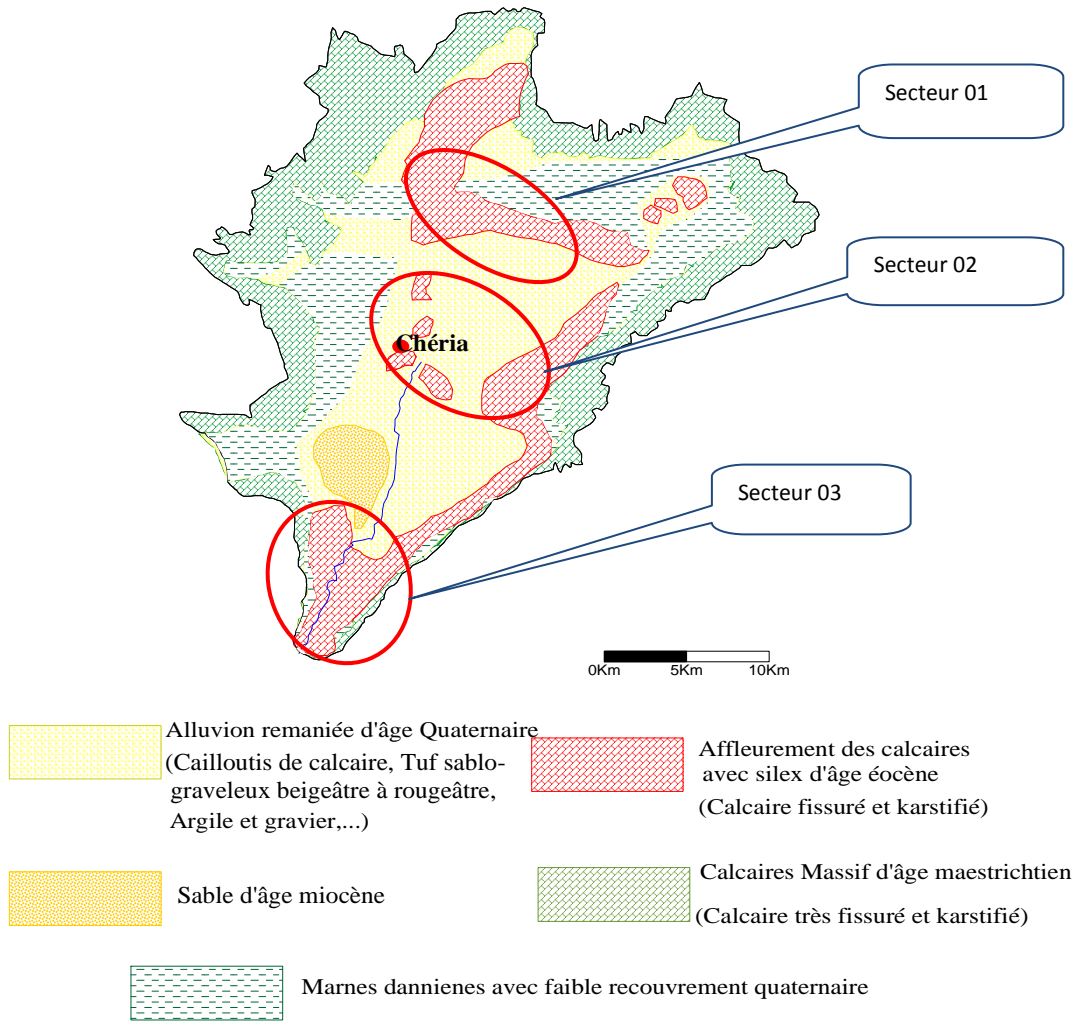 Secteur 01
Secteur 02
Chéria
Secteur 03
0Km 5Km 10Km
Alluvion remaniée d'âge Quaternaire
(Cailloutis de calcaire, Tuf sablo-
graveleux beigeâtre à rougeâtre,
Argile et gravier,...)
Affleurement des calcaires
avec silex d'âge éocène
(Calcaire fissuré et karstifié)
Sable d'âge miocène
Calcaires Massif d'âge maestrichtien
(Calcaire très fissuré et karstifié)
Marnes danniennes avec faible recouvrement quaternaire